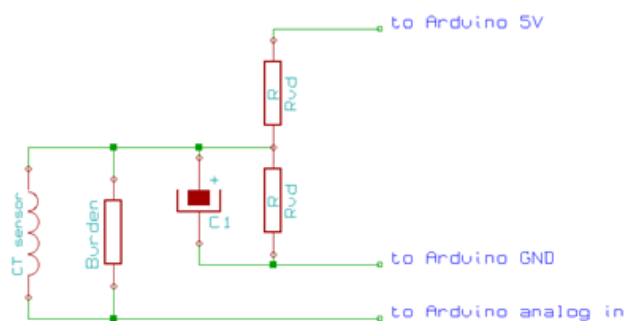 to Arduino 5V
R
Rvd
+
R
Rvd
C1
CT sensor
Burden
to Arduino GND
to Arduino analog in